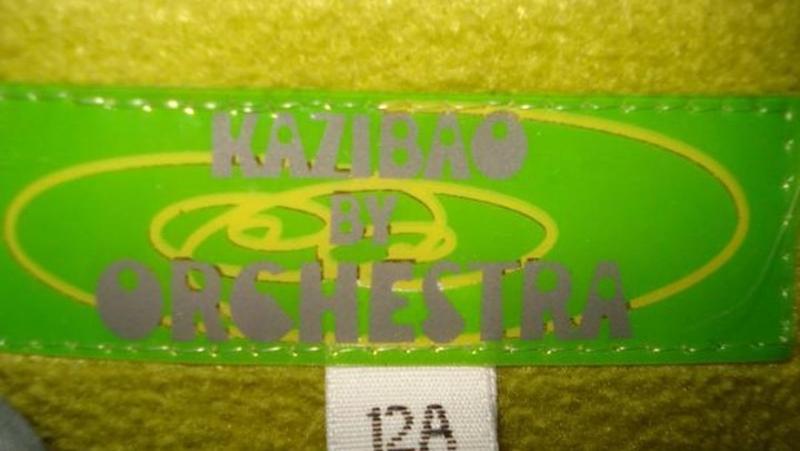 KAZIBAO
BY
ORCHESTRA
12A